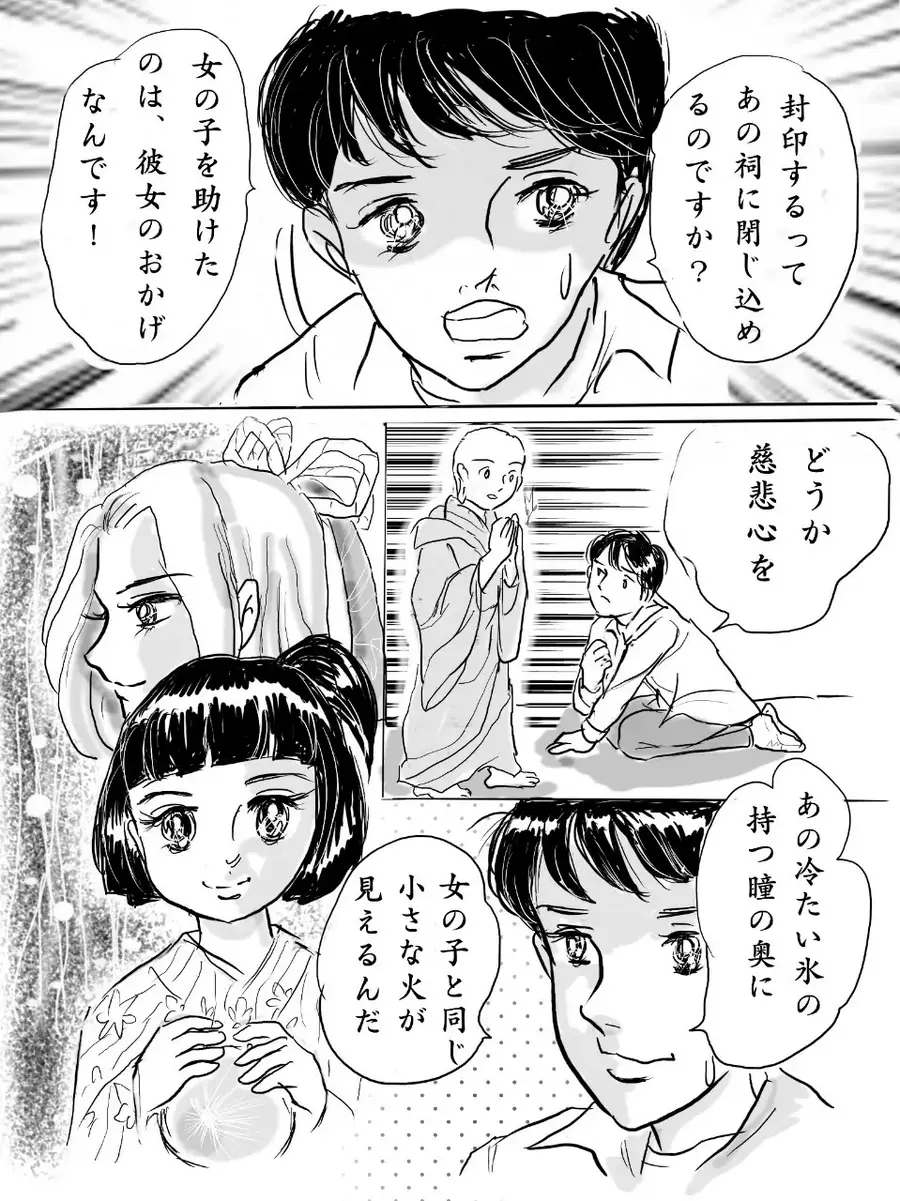 封印するって
あの祠に閉じ込め
るのですか?
女の子を助けた
のは、彼女のおかげ
なんです!
どうか
慈悲心を
あの冷たい氷の
持つ瞳の奥に
女の子と同じ
小さな火が
見えるんだ